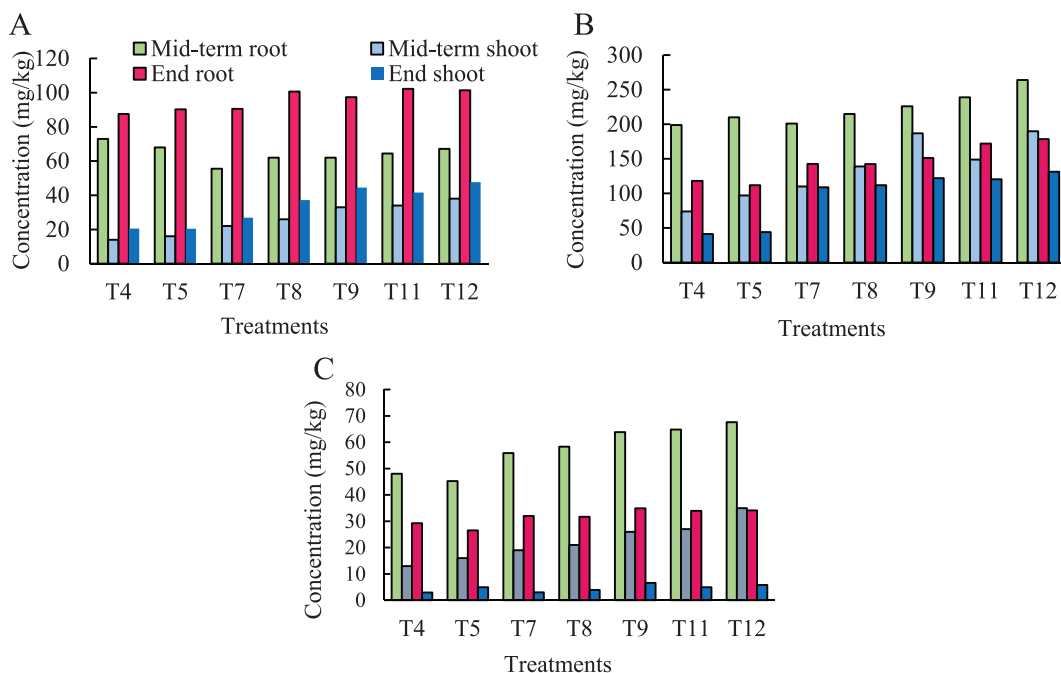 A
Mid-term root
Mid-term shoot
End root
End shoot
Concentration (mg/kg)
120
100
80
60
40
20
0
T4 T5 T7 T8 T9 T11 T12
Treatments
B
Concentration (mg/kg)
300
250
200
150
100
50
0
T4 T5 T7 T8 T9 T11 T12
Treatments
C
Concentration (mg/kg)
80
70
60
50
40
30
20
10
0
T4 T5 T7 T8 T9 T11 T12
Treatments